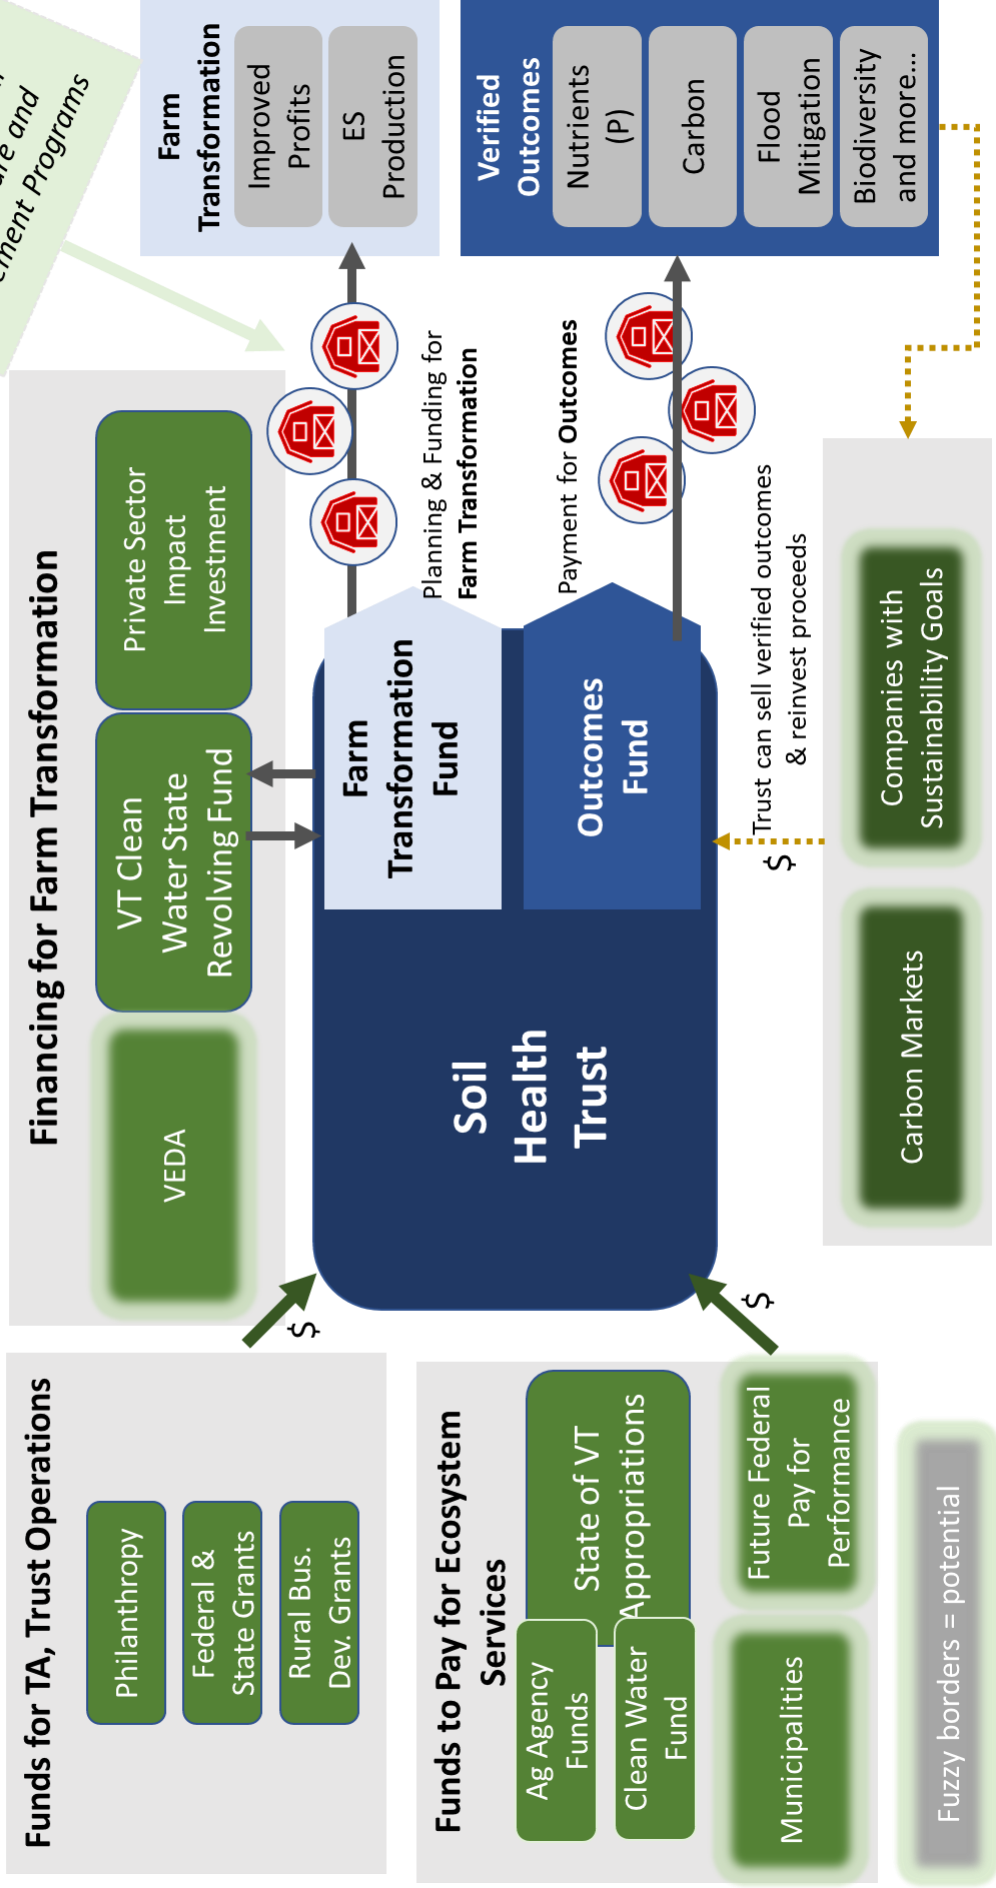 Funds for TA, Trust Operations
Philanthropy
Federal &
State Grants
Rural Bus.
Dev. Grants
Funds to Pay for Ecosystem
Services
Ag Agency
Funds
Clean Water
Fund
State of VT
Appropriations
Municipalities
Future Federal
Pay for
Performance
Fuzzy borders = potential
Financing for Farm Transformation
VEDA
VT Clean
Water State
Revolving Fund
Private Sector
Impact
Investment
$
$
Soil
Health
Trust
Farm
Transformation
Fund
Outcomes
Fund
Planning & Funding for
Farm Transformation
Payment for Outcomes
Trust can sell verified outcomes
& reinvest proceeds
$
Carbon Markets
Companies with
Sustainability Goals
and
Programs
Farm
Transformation
Improved
Profits
ES
Production
Verified
Outcomes
Nutrients
(P)
Carbon
Flood
Mitigation
Biodiversity
and more...